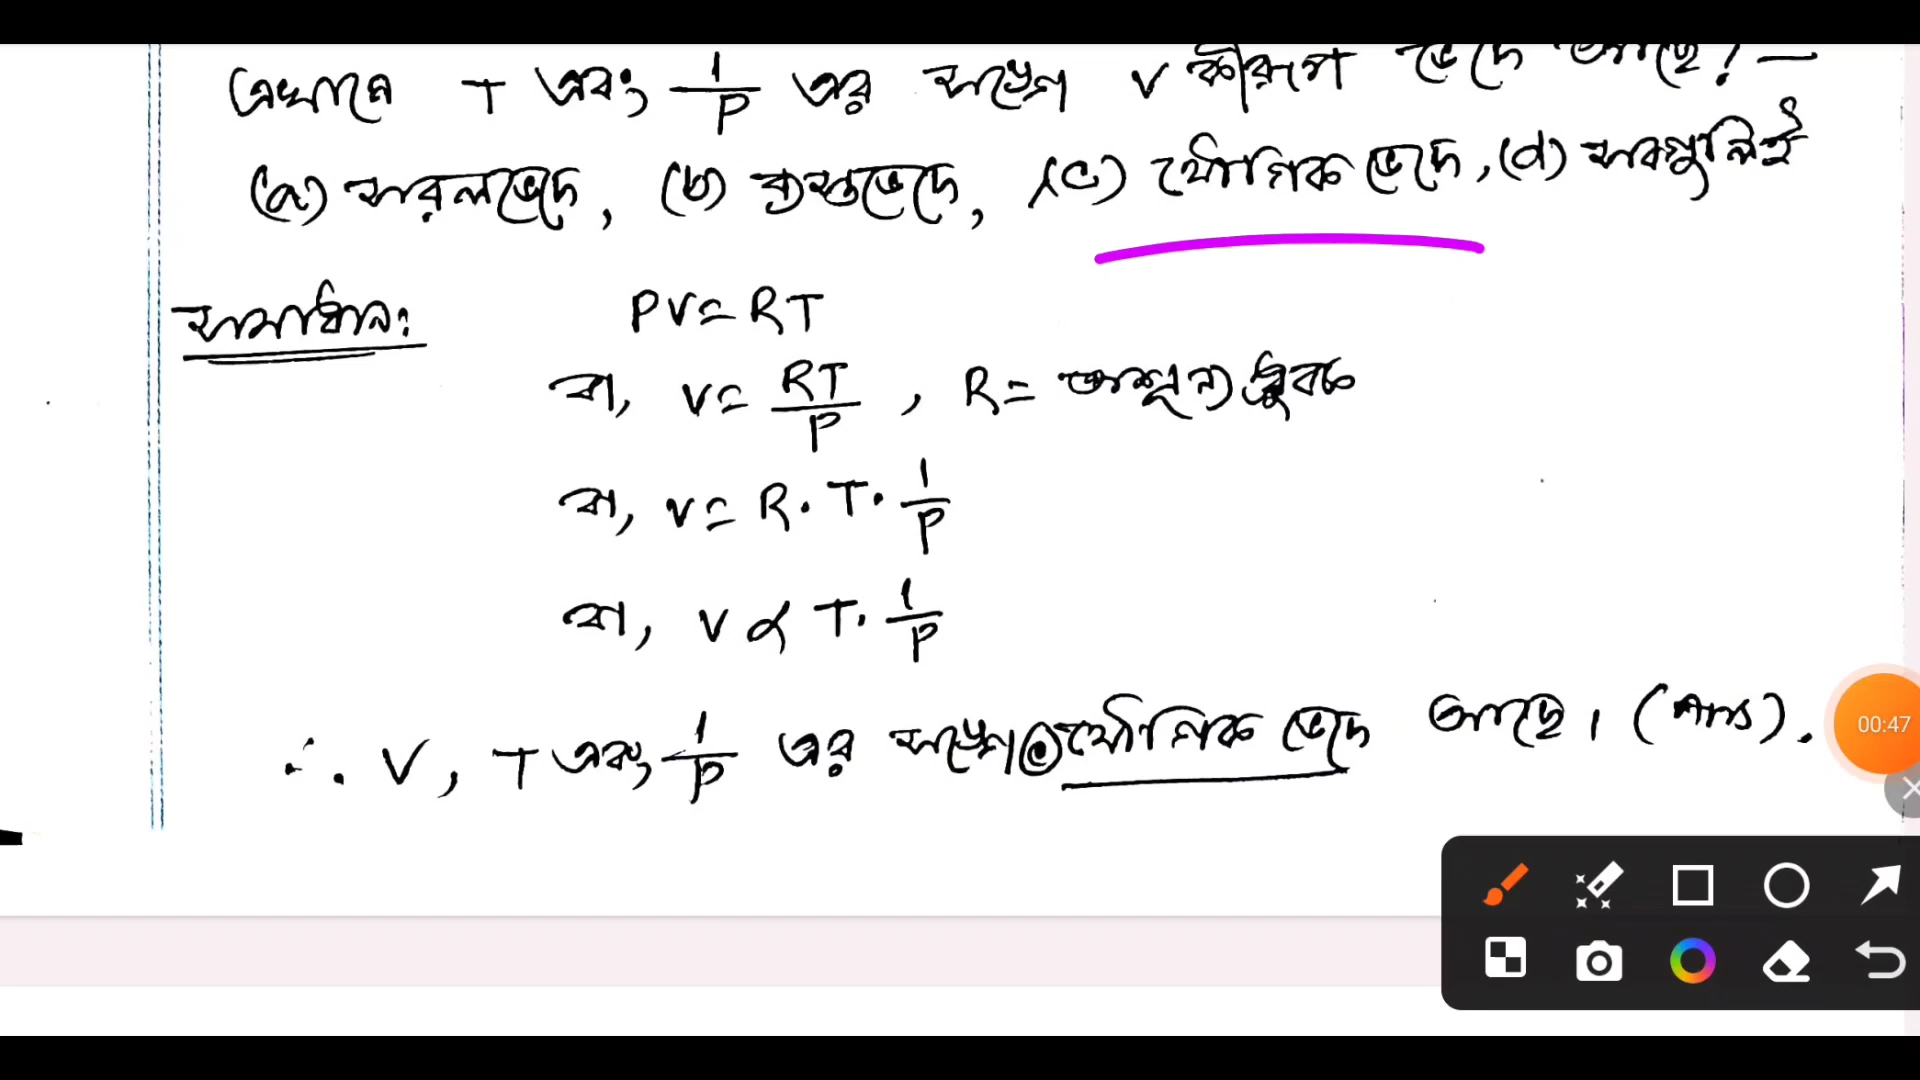 এখানে T এবং 1/P এর সঙ্গে V কীরূপ ভেদে আছে? —
(a) সরলভেদে, (b) ব্যস্তভেদে, (c) যৌগিক ভেদে, (d) সবগুলিই
সমাধান:
PV = RT
বা, V = RT/P , R = অশূন্য ধ্রুবক
বা, V = R · T · 1/P
বা, V ∝ T · 1/P
∴ V, T এবং 1/P এর সঙ্গে (c) যৌগিক ভেদে আছে। (Ans).
00:47